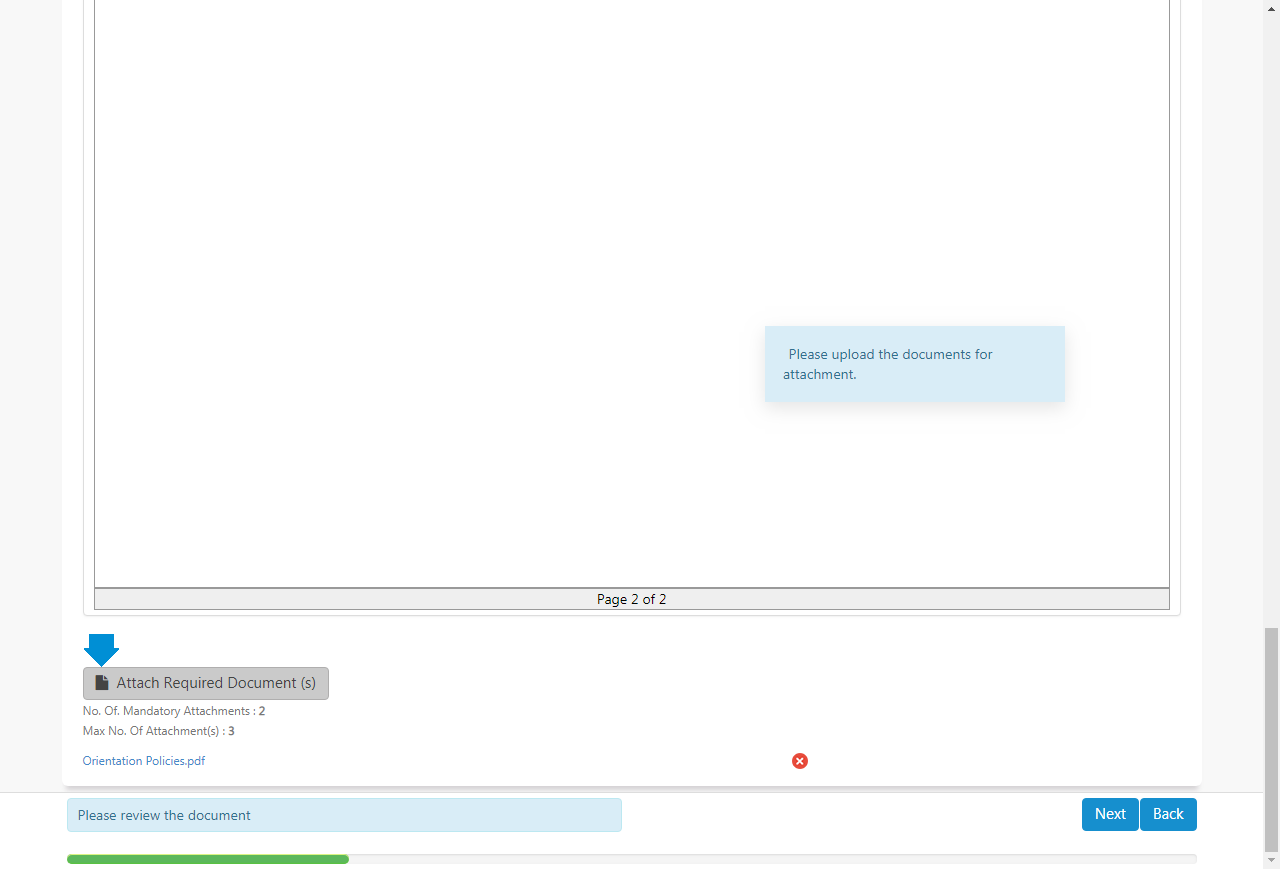 Please upload the documents for
attachment.
Page 2 of 2
Attach Required Document (s)
No. Of. Mandatory Attachments : 2
Max No. Of Attachment(s) : 3
Orientation Policies.pdf
Please review the document
Next
Back